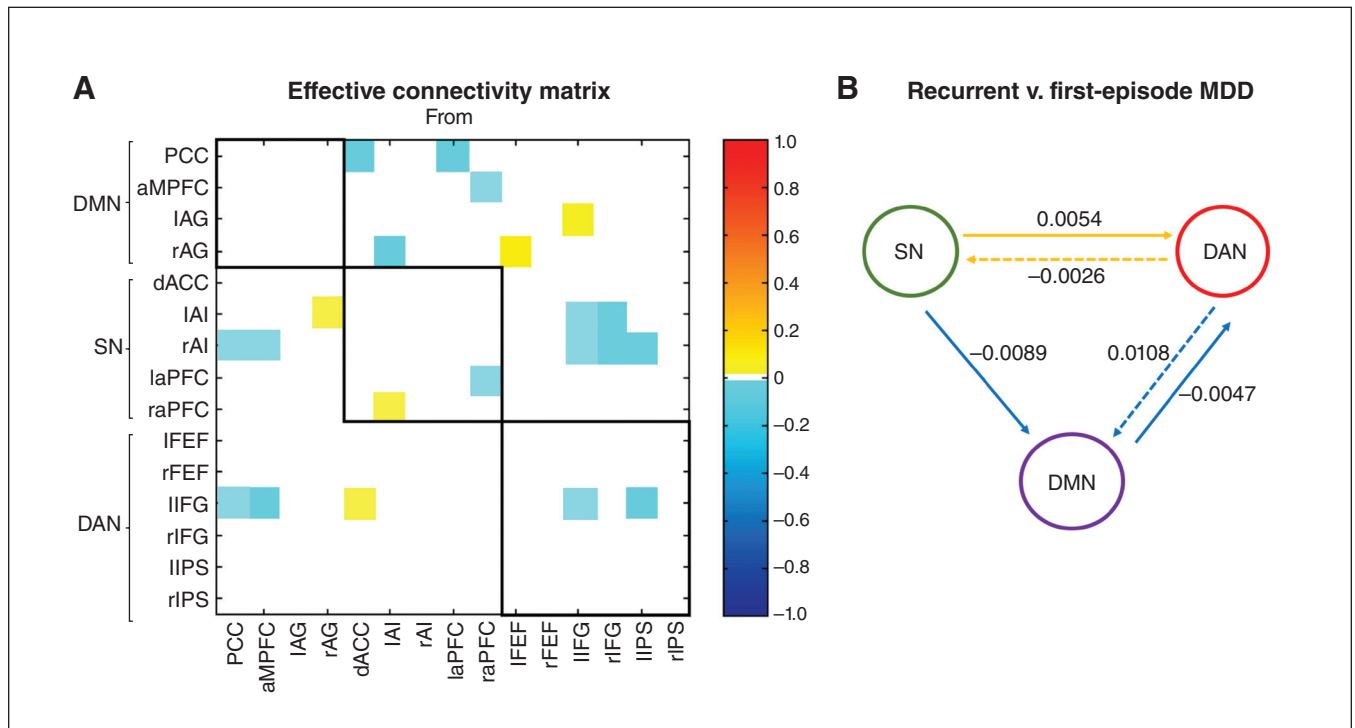 A
Effective connectivity matrix
From
DMN
PCC
aMPFC
lAG
rAG
SN
dACC
lAI
rAI
laPFC
raPFC
DAN
lFEF
rFEF
lIFG
rIFG
lIPS
rIPS
PCC
aMPFC
lAG
rAG
dACC
lAI
rAI
laPFC
raPFC
lFEF
rFEF
lIFG
rIFG
lIPS
rIPS
1.0
0.8
0.6
0.4
0.2
0
−0.2
−0.4
−0.6
−0.8
−1.0
B
Recurrent v. first-episode MDD
SN
0.0054
−0.0026
DAN
−0.0089
0.0108
−0.0047
DMN